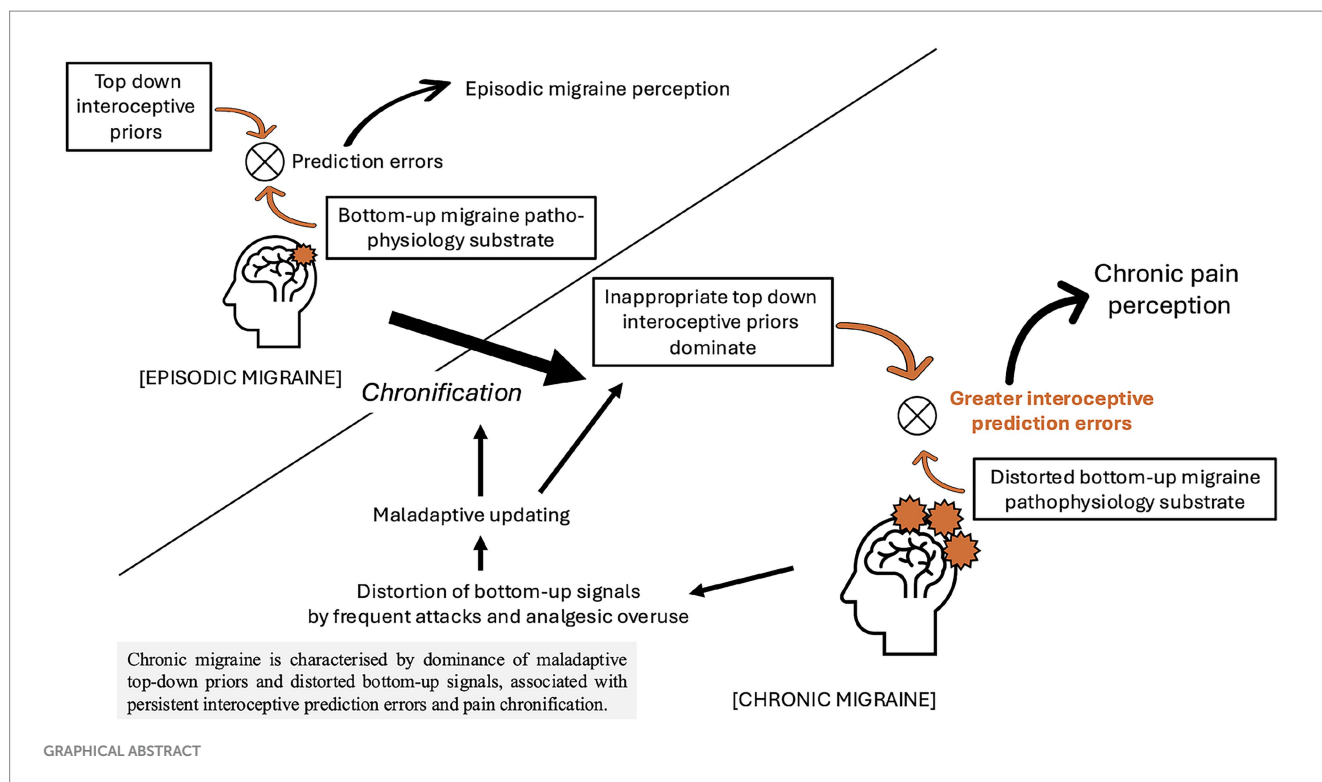 Top down
interoceptive
priors
Episodic migraine perception
Prediction errors
Bottom-up migraine patho-
physiology substrate
[EPISODIC MIGRAINE]
Chronification
Inappropriate top down
interoceptive priors
dominate
Chronic pain
perception
Greater interoceptive
prediction errors
Distorted bottom-up migraine
pathophysiology substrate
Maladaptive updating
Distortion of bottom-up signals
by frequent attacks and analgesic overuse
[CHRONIC MIGRAINE]
Chronic migraine is characterised by dominance of maladaptive
top-down priors and distorted bottom-up signals, associated with
persistent interoceptive prediction errors and pain chronification.
GRAPHICAL ABSTRACT